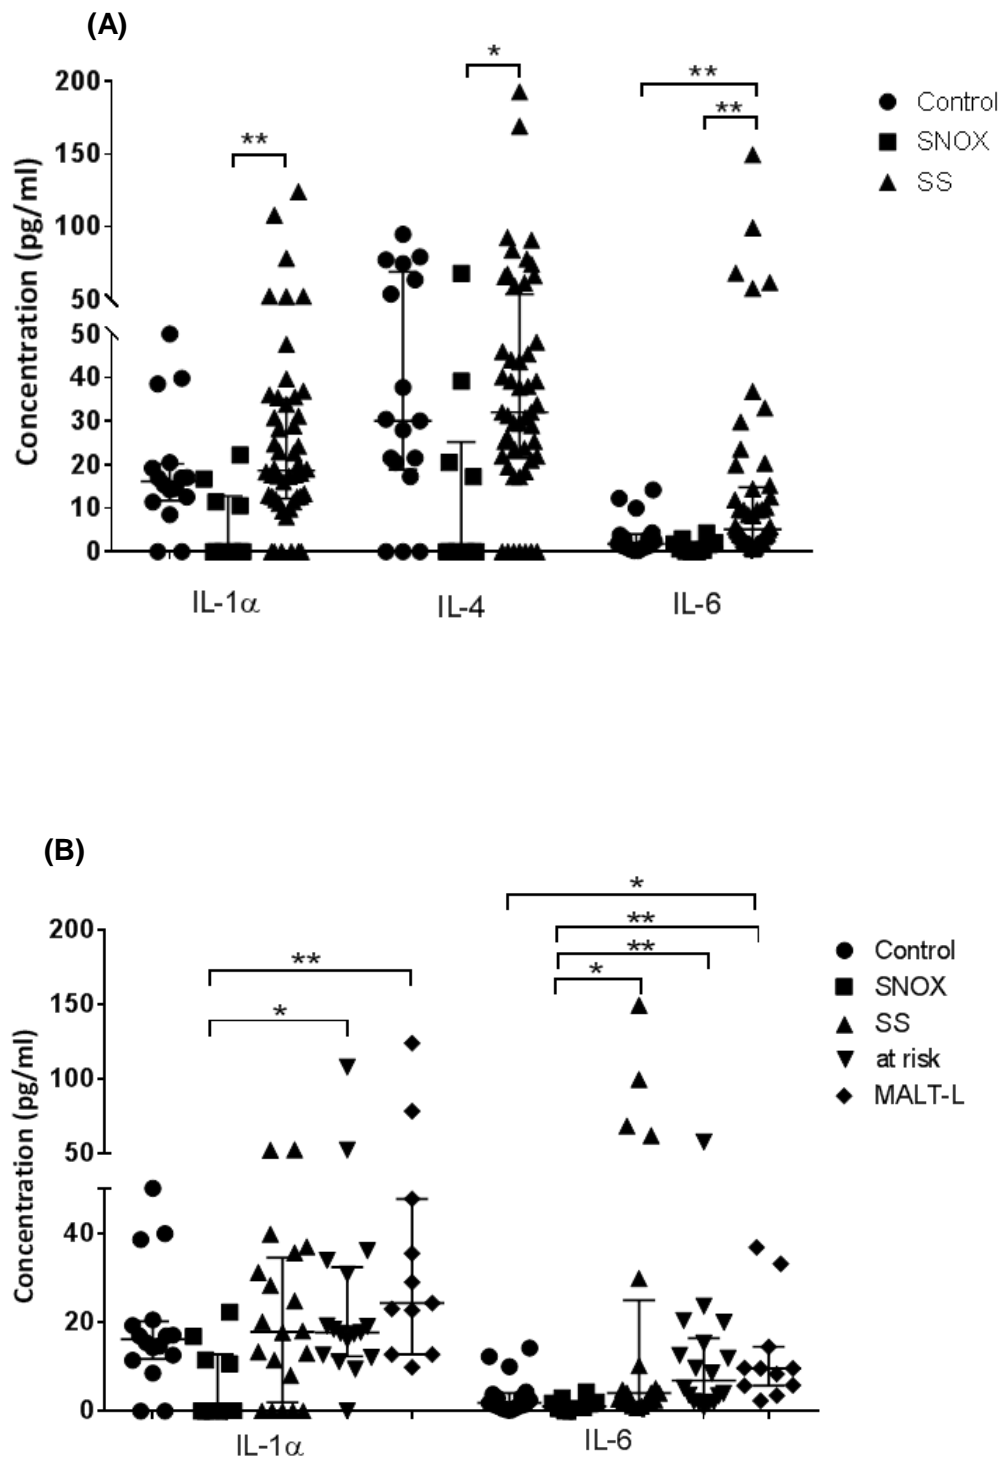 (A)
*
**
**
**
200
150
100
50
50
40
30
20
10
0
Concentration (pg/ml)
Control
SNOX
SS
IL-1α
IL-4
IL-6
(B)
*
**
**
*
**
*
200
150
100
50
40
20
0
Concentration (pg/ml)
Control
SNOX
SS
at risk
MALT-L
IL-1α
IL-6